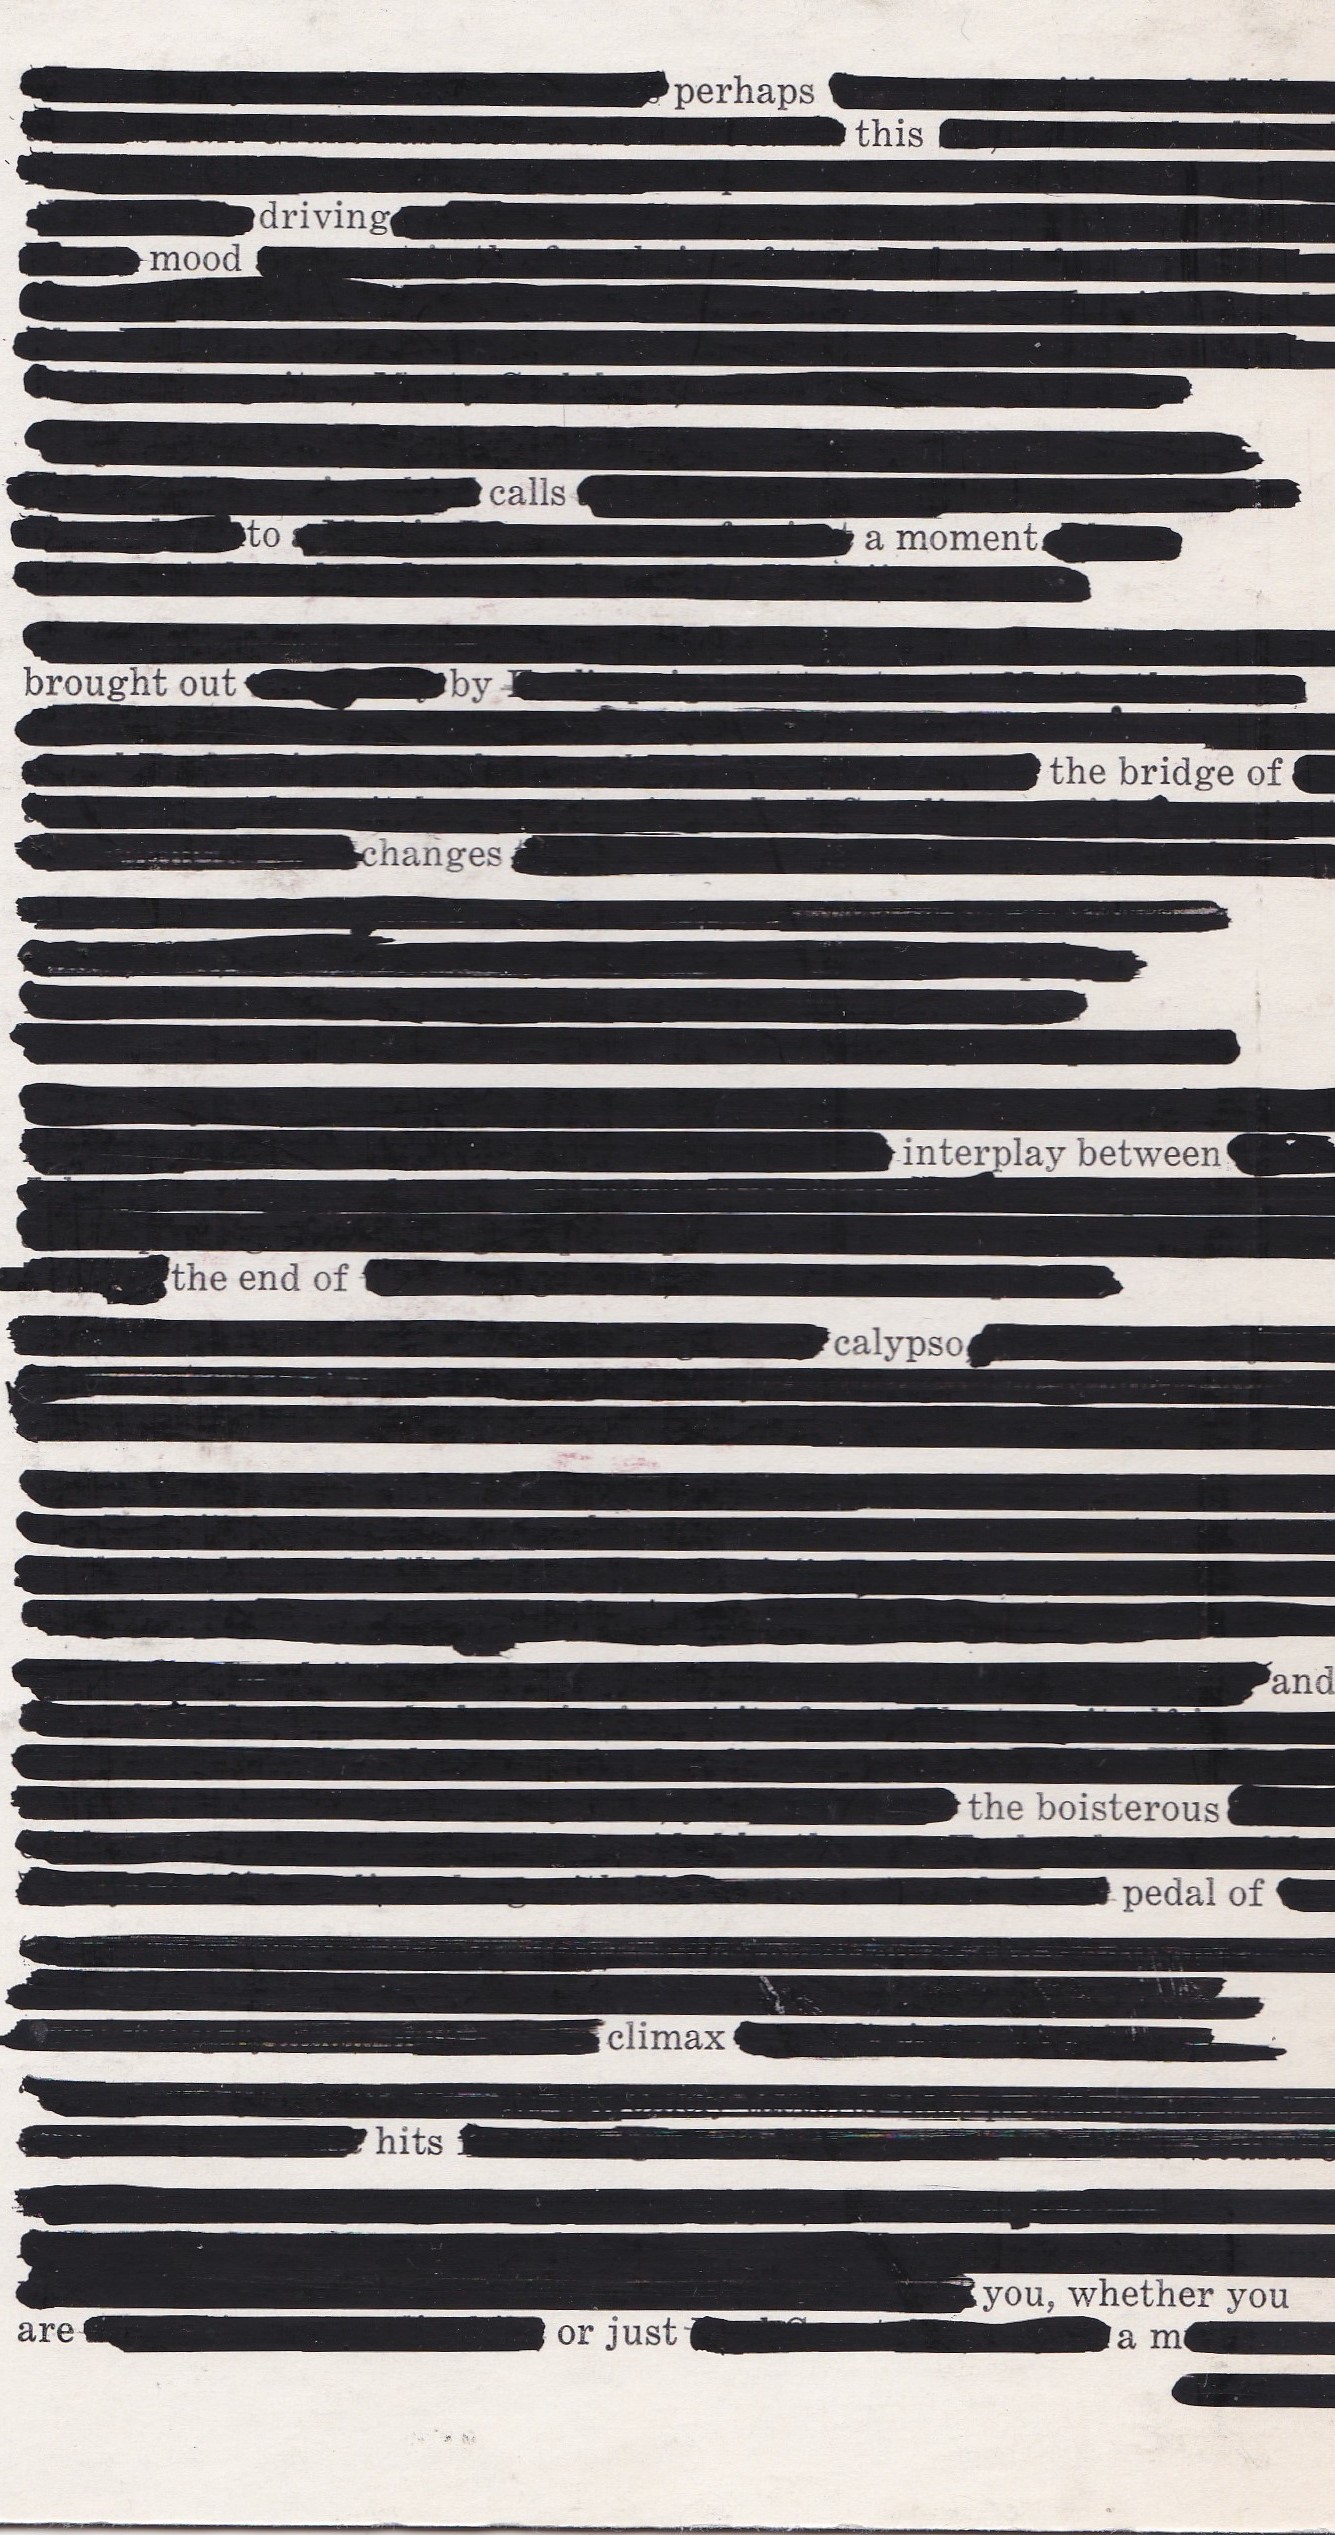 perhaps
this
driving
mood
calls
to a moment
brought out by
the bridge of
changes
interplay between
the end of
calypso
and
the boisterous
pedal of
climax
hits
you, whether you
are or just a m